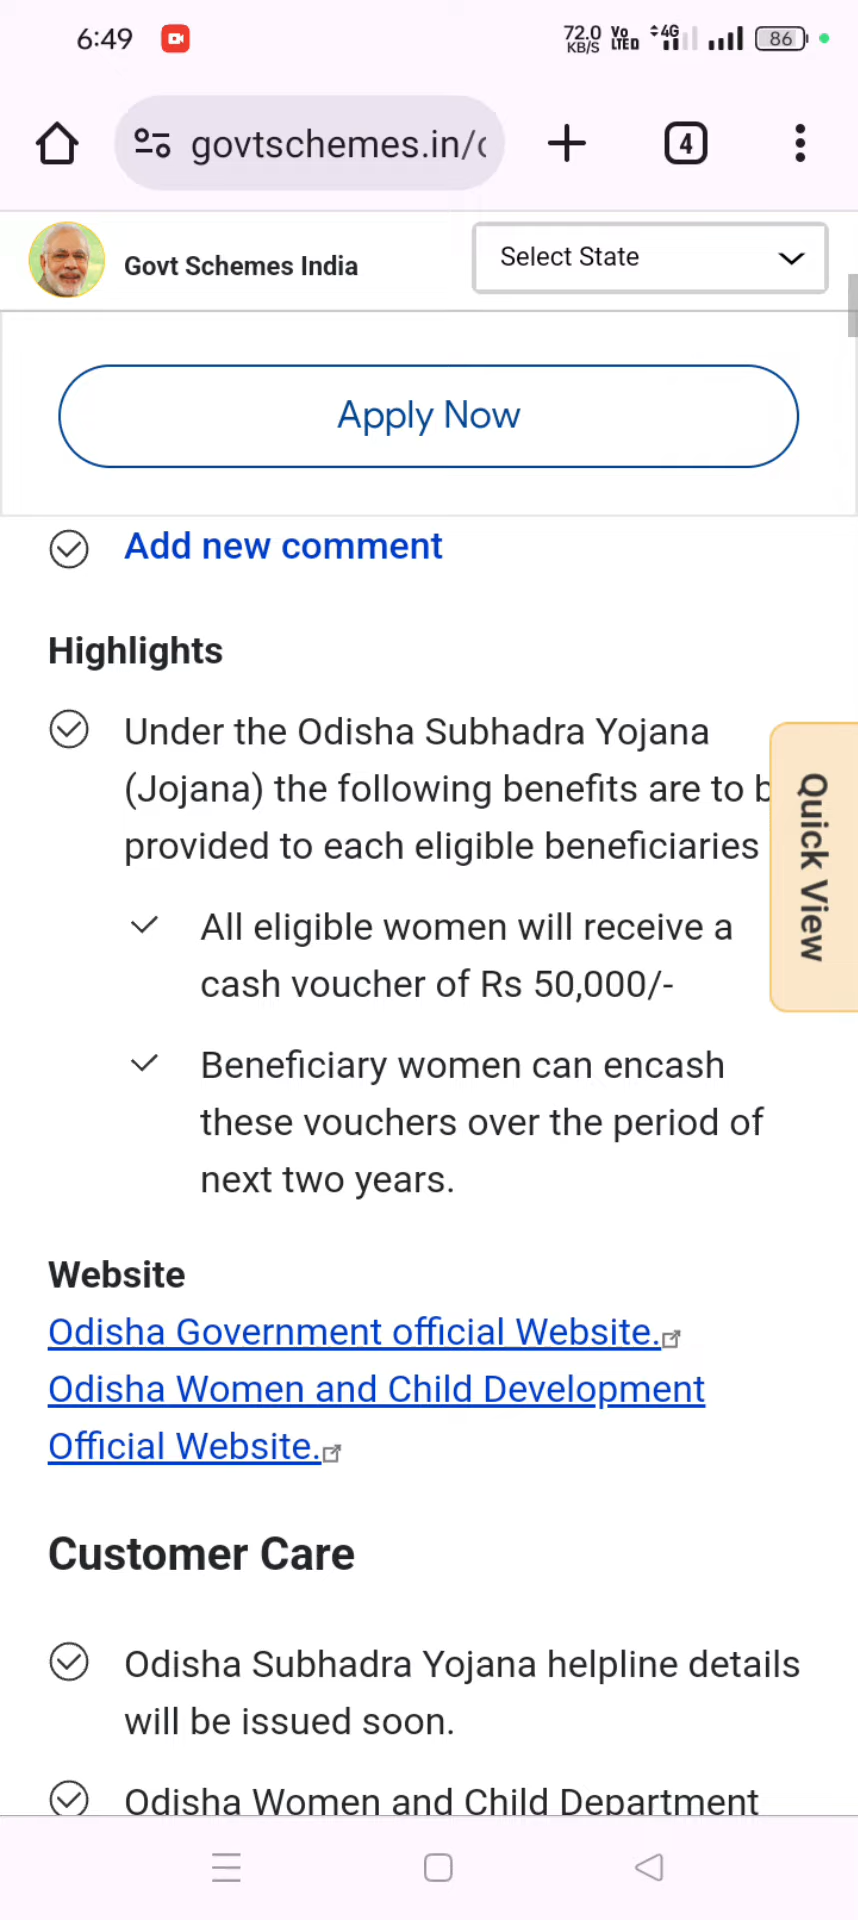 6:49
72.0 KB/S
Vo LTE
4G
86
govtschemes.in/
4
Govt Schemes India
Select State
Apply Now
Add new comment
Highlights
Under the Odisha Subhadra Yojana
(Jojana) the following benefits are to b
provided to each eligible beneficiaries
Quick View
All eligible women will receive a
cash voucher of Rs 50,000/-
Beneficiary women can encash
these vouchers over the period of
next two years.
Website
Odisha Government official Website.
Odisha Women and Child Development
Official Website.
Customer Care
Odisha Subhadra Yojana helpline details
will be issued soon.
Odisha Women and Child Department